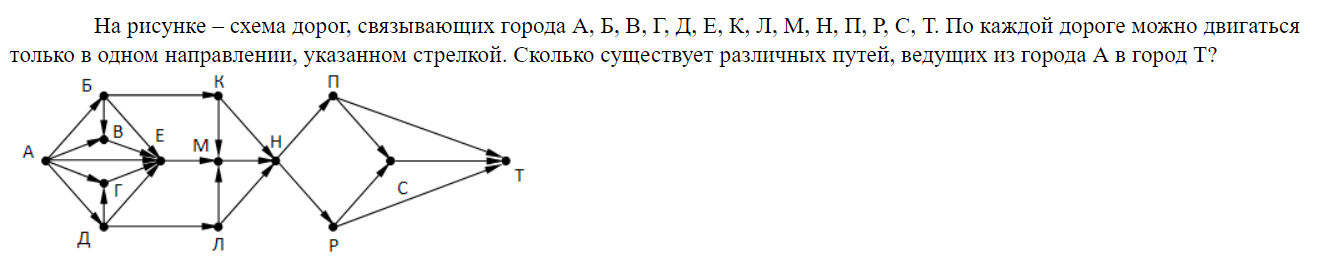 На рисунке – схема дорог, связывающих города А, Б, В, Г, Д, Е, К, Л, М, Н, П, Р, С, Т. По каждой дороге можно двигаться
только в одном направлении, указанном стрелкой. Сколько существует различных путей, ведущих из города А в город Т?
Б К П
В Е М Н
А
Г С Т
Д Л Р